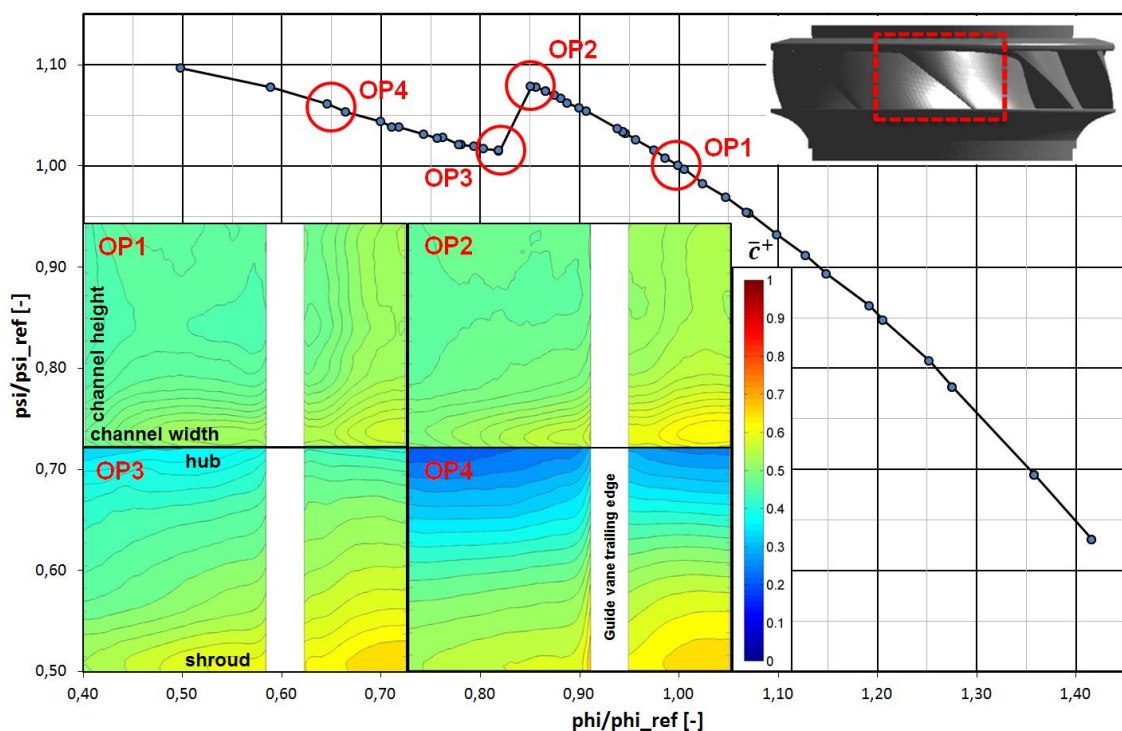 1,10
1,00
0,90
0,80
0,70
0,60
0,50
psi/psi_ref [-]
OP2
OP4
OP1
OP3
OP1
channel height
channel width
OP2
OP3
hub
shroud
OP4
Guide vane trailing edge
c̄⁺
1
0.9
0.8
0.7
0.6
0.5
0.4
0.3
0.2
0.1
0
0,40 0,50 0,60 0,70 0,80 0,90 1,00 1,10 1,20 1,30 1,40
phi/phi_ref [-]